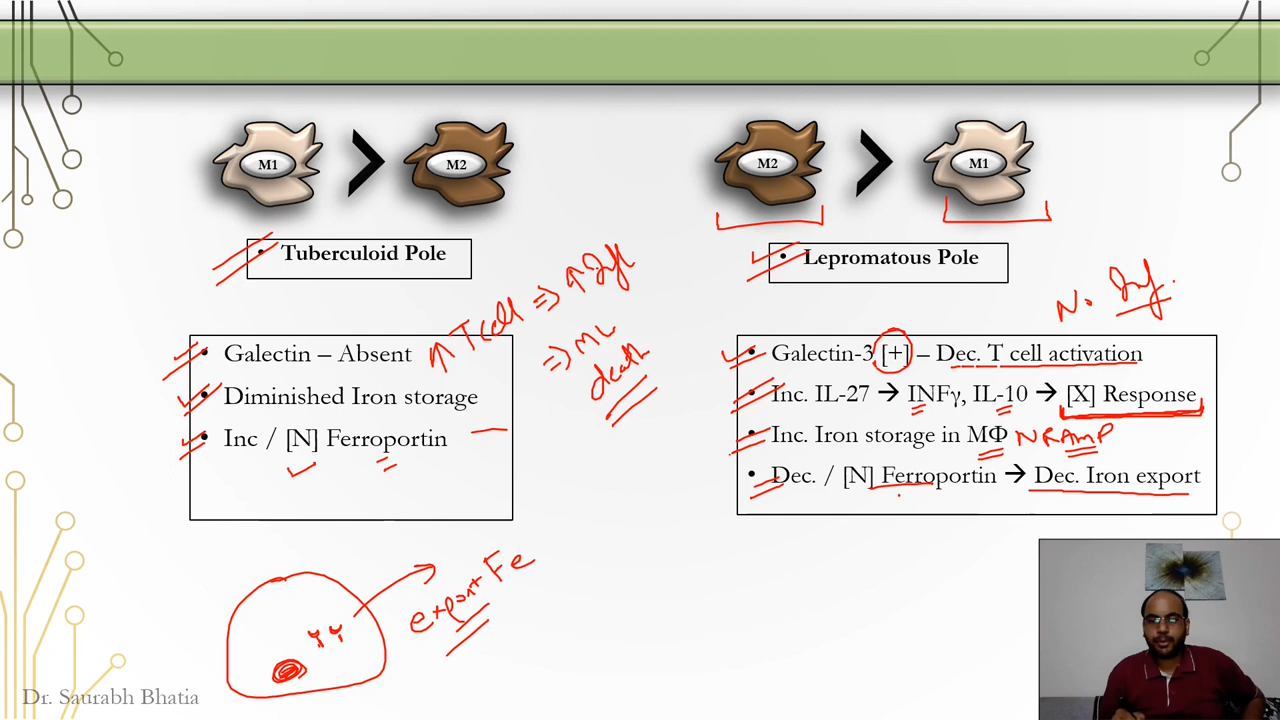 M1
M2
M2
M1
• Tuberculoid Pole
• Lepromatous Pole
↑ T cell ⇒ ↑ Infl
⇒ ML
death
No Inf.
• Galectin – Absent
• Diminished Iron storage
• Inc / [N] Ferroportin
• Galectin-3 [+] – Dec. T cell activation
• Inc. IL-27 → INFγ, IL-10 → [X] Response
• Inc. Iron storage in MΦ NRAMP
• Dec. / [N] Ferroportin → Dec. Iron export
export Fe
Dr. Saurabh Bhatia